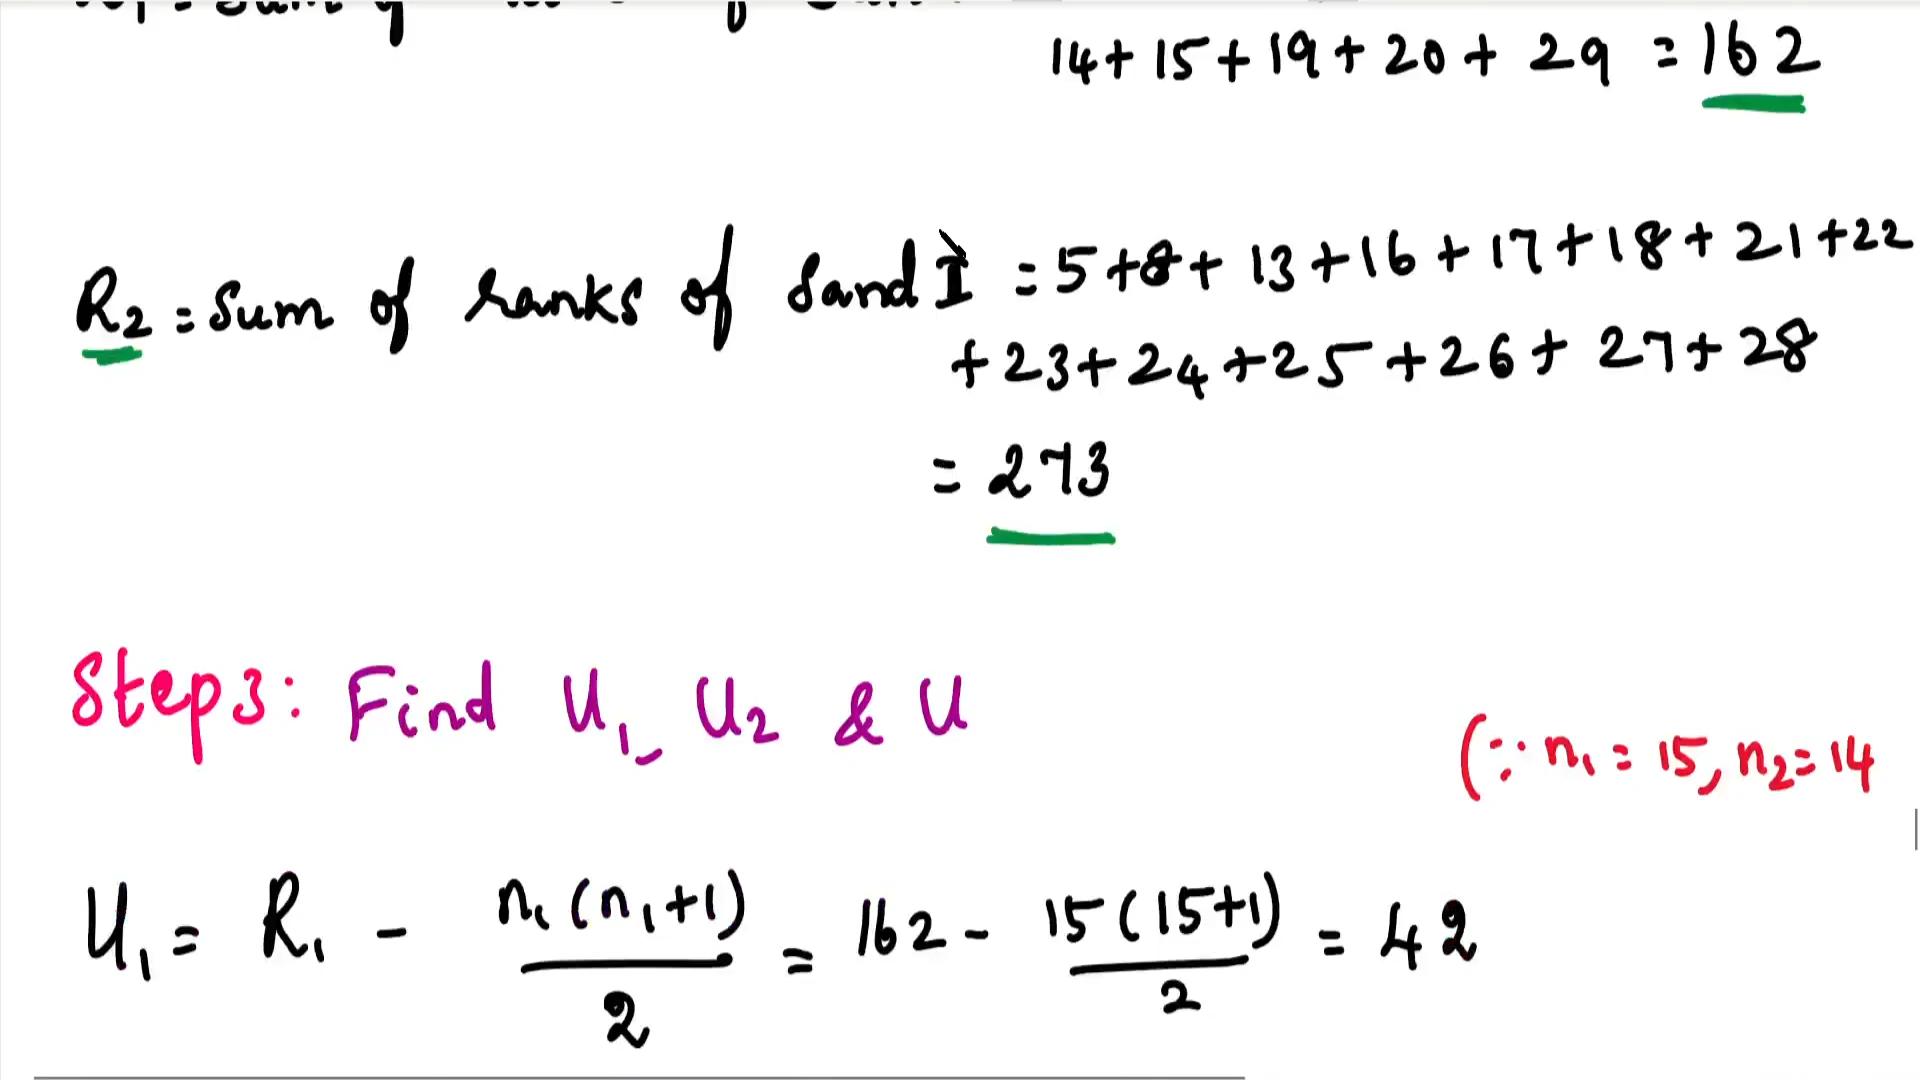 14+15+19+20+29 = 162
R2 = Sum of ranks of Sand I = 5+8+13+16+17+18+21+22
+23+24+25+26+27+28
= 273
Step3: Find U1, U2 & U
(∵ n1 = 15, n2 = 14
U1 = R1 - n1(n1+1)/2 = 162 - 15(15+1)/2 = 42